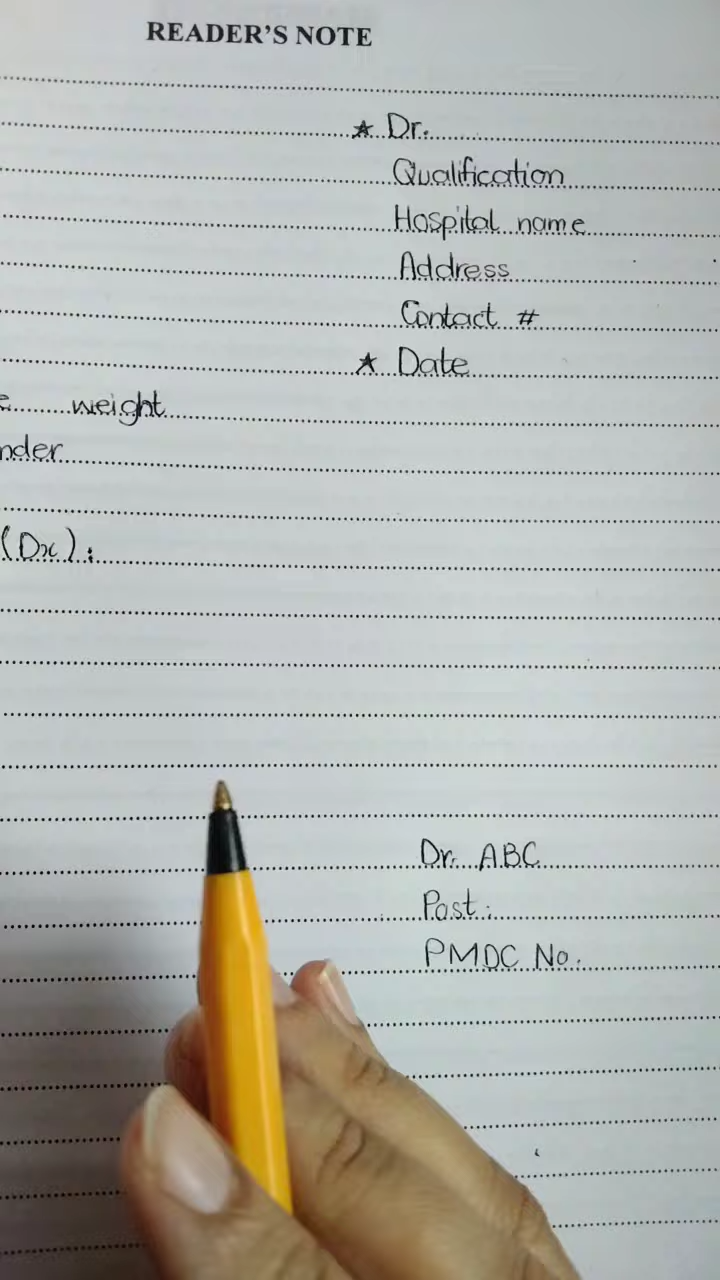 READER'S NOTE
★ Dr.
Qualification
Hospital name
Address
Contact #
★ Date
weight
nder
(Dx):
Dr. ABC
Post:
PMDC No.